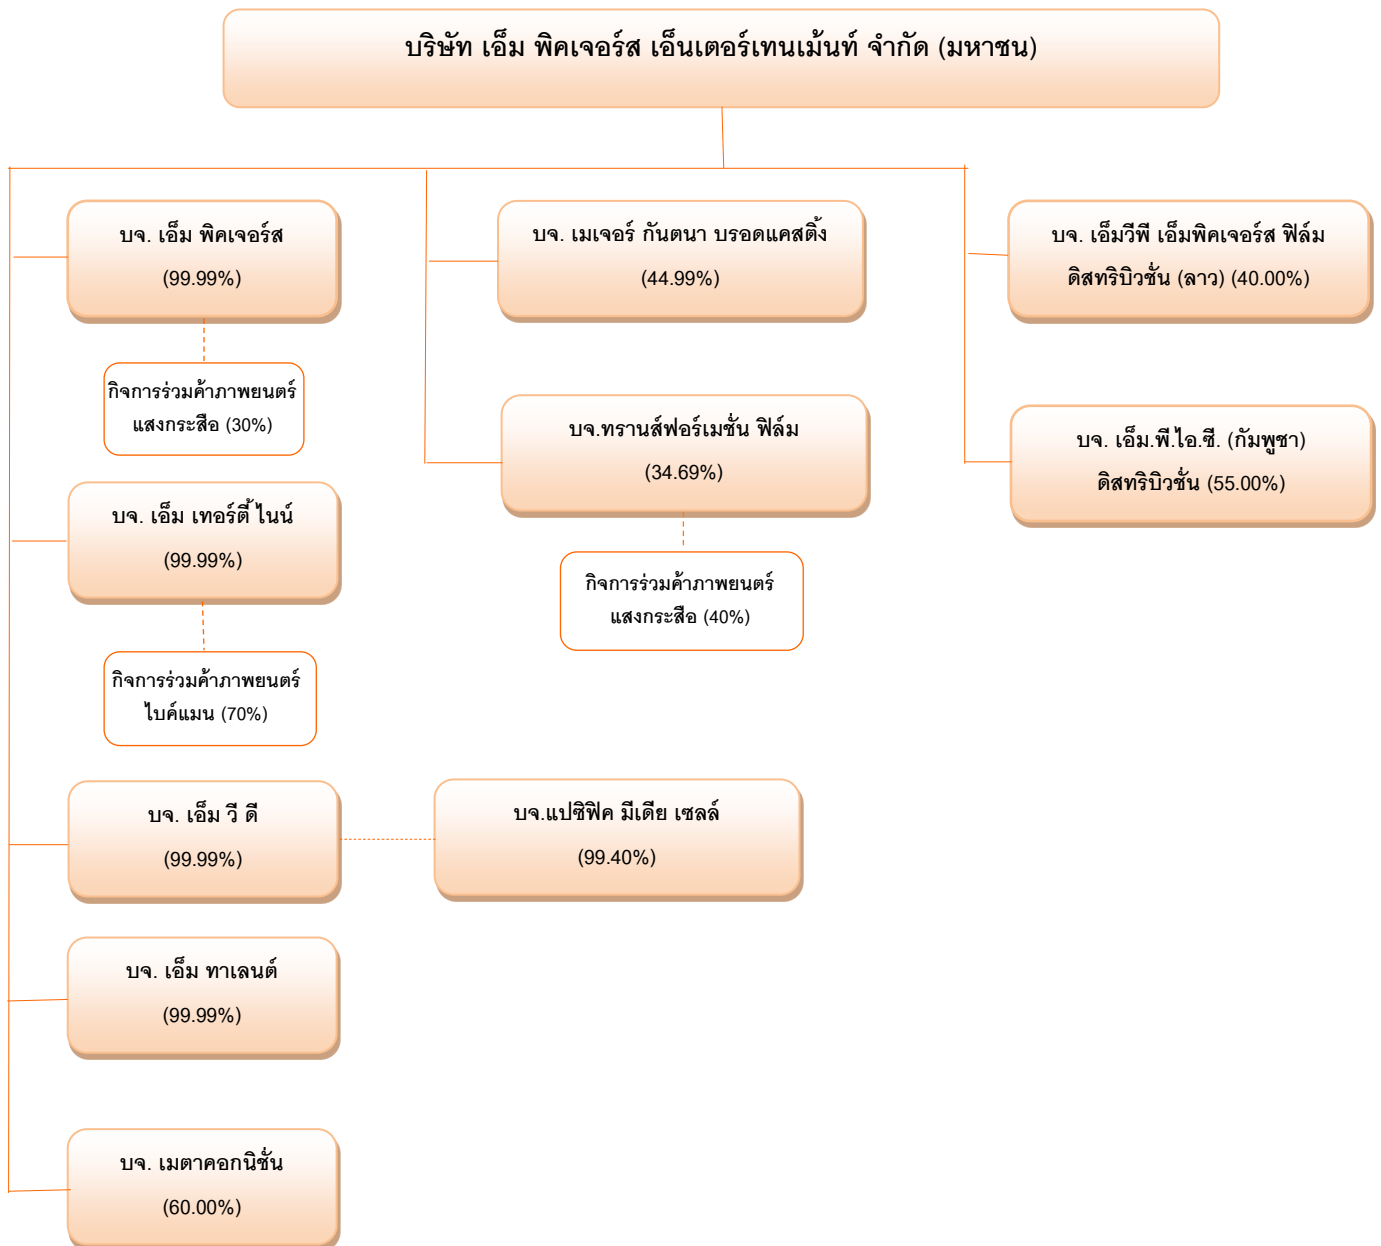 บริษัท เอ็ม พิคเจอร์ส เอ็นเตอร์เทนเม้นท์ จำกัด (มหาชน)
บจ. เอ็ม พิคเจอร์ส
(99.99%)
กิจการร่วมค้าภาพยนตร์
แสงกระสือ (30%)
บจ. เอ็ม เทอร์ตี้ ไนน์
(99.99%)
กิจการร่วมค้าภาพยนตร์
ไบค์แมน (70%)
บจ. เอ็ม วี ดี
(99.99%)
บจ.แปซิฟิค มีเดีย เซลล์
(99.40%)
บจ. เอ็ม ทาเลนต์
(99.99%)
บจ. เมตาคอกนิชั่น
(60.00%)
บจ. เมเจอร์ กันตนา บรอดแคสติ้ง
(44.99%)
บจ.ทรานส์ฟอร์เมชั่น ฟิล์ม
(34.69%)
กิจการร่วมค้าภาพยนตร์
แสงกระสือ (40%)
บจ. เอ็มวีพี เอ็มพิคเจอร์ส ฟิล์ม
ดิสทริบิวชั่น (ลาว) (40.00%)
บจ. เอ็ม.พี.ไอ.ซี. (กัมพูชา)
ดิสทริบิวชั่น (55.00%)